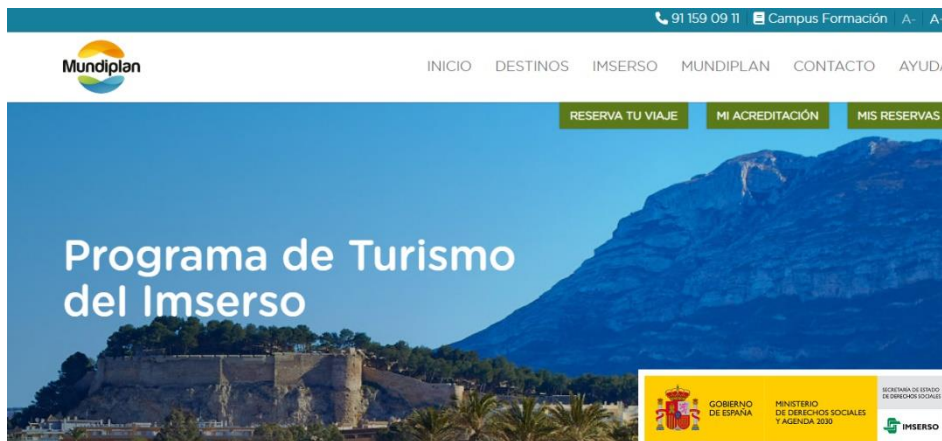 91 159 09 11 Campus Formación A- A
Mundiplan
INICIO DESTINOS IMSERSO MUNDIPLAN CONTACTO AYUDA
RESERVA TU VIAJE MI ACREDITACIÓN MIS RESERVAS
Programa de Turismo
del Imserso
GOBIERNO
DE ESPAÑA
MINISTERIO
DE DERECHOS SOCIALES
Y AGENDA 2030
SECRETARIA DE ESTADO
DE DERECHOS SOCIALES
IMSERSO